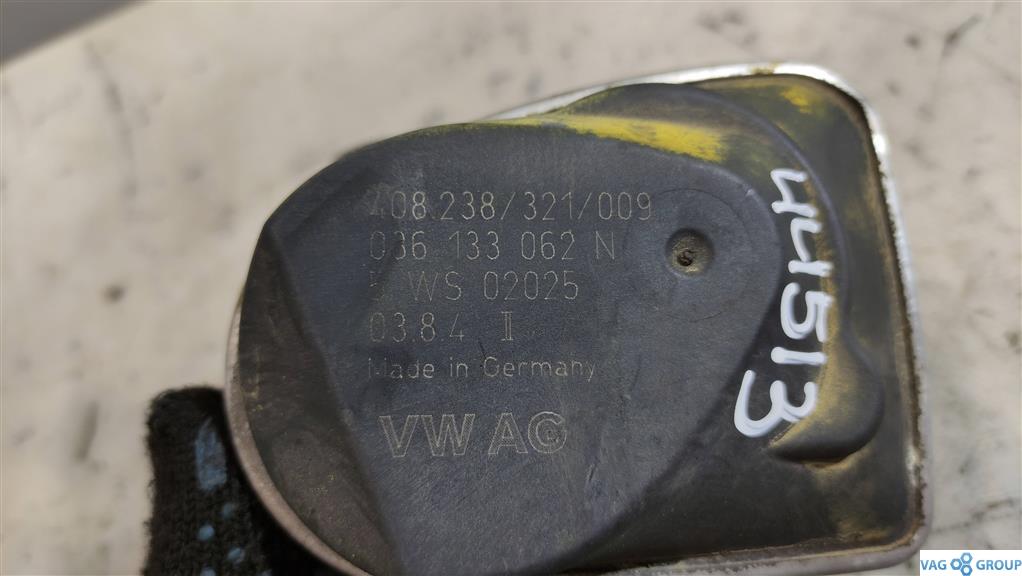 408.238/321/009
036 133 062 N
5 WS 02025
03.8.4 II
Made in Germany
VW AG
44513
VAG GROUP